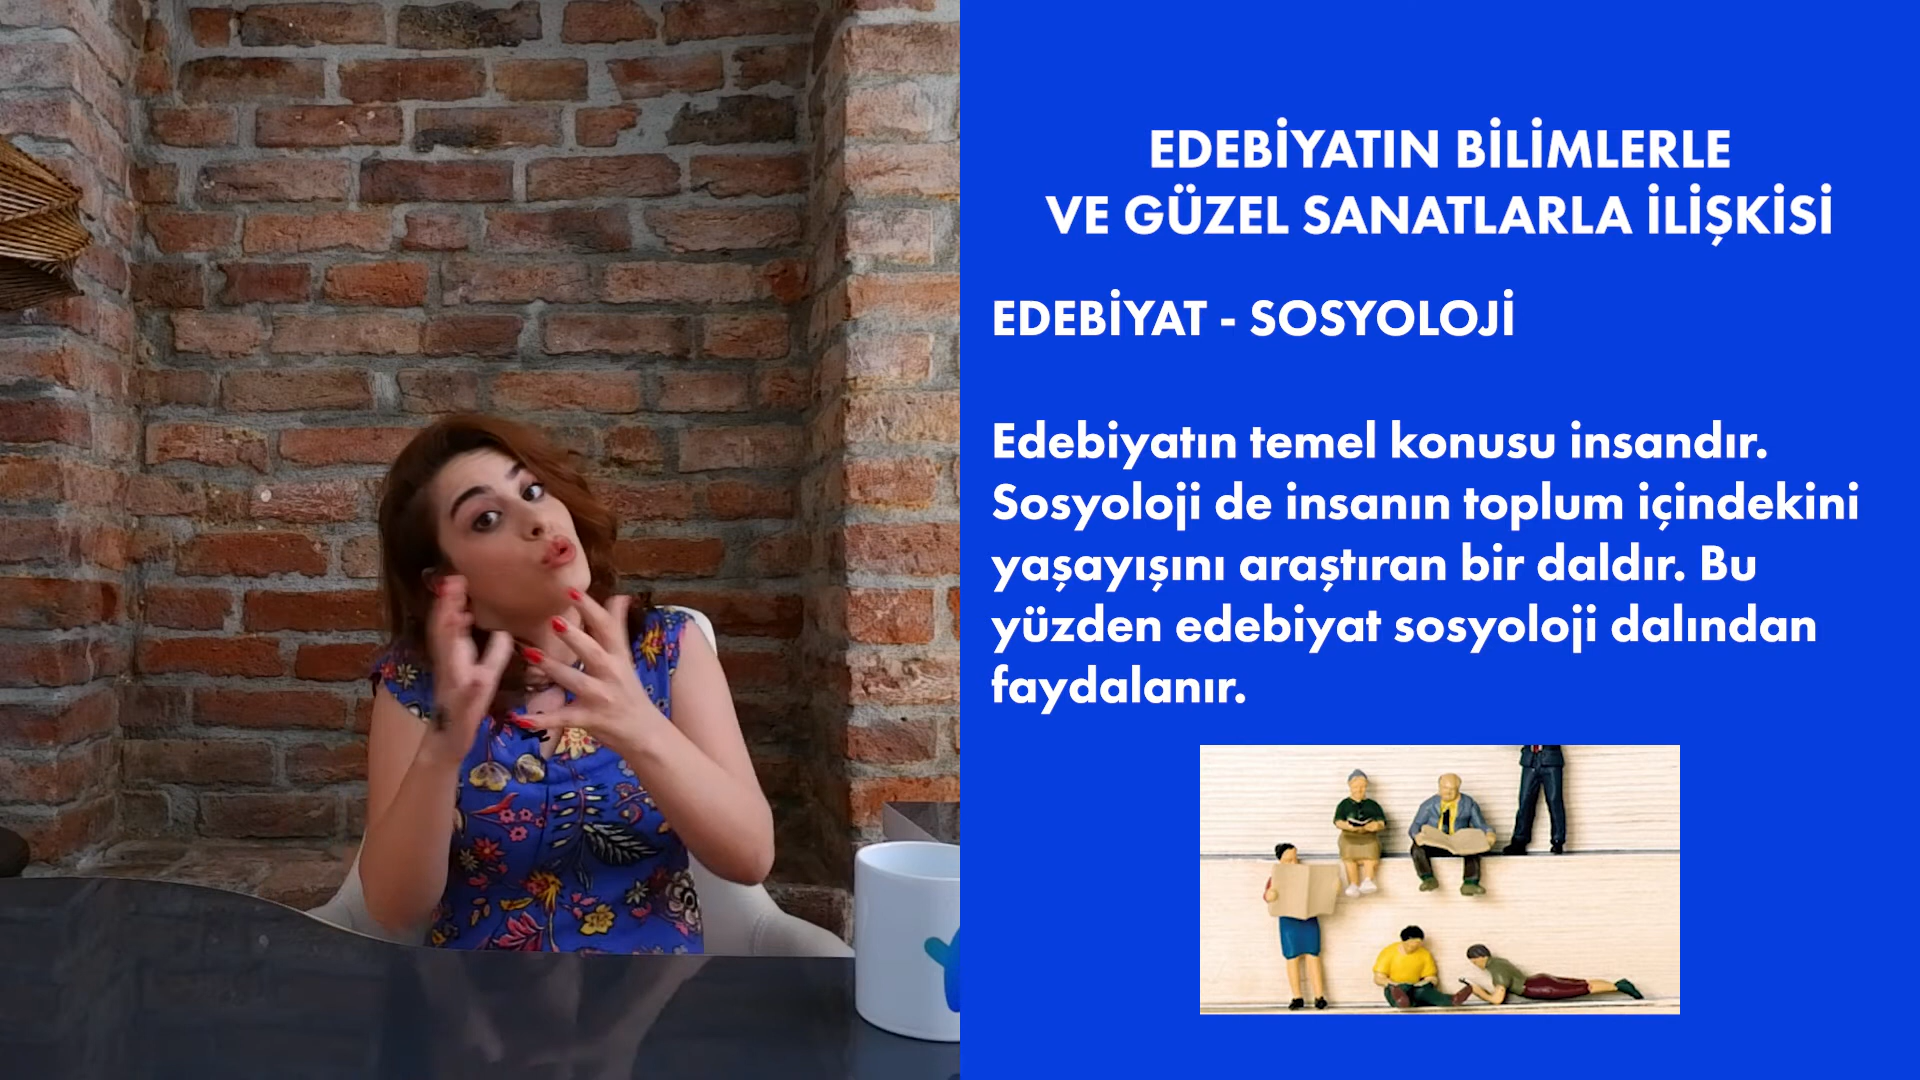 EDEBİYATIN BİLİMLERLE
VE GÜZEL SANATLARLA İLİŞKİSİ
EDEBİYAT - SOSYOLOJİ
Edebiyatın temel konusu insandır.
Sosyoloji de insanın toplum içindekini
yaşayışını araştıran bir daldır. Bu
yüzden edebiyat sosyoloji dalından
faydalanır.